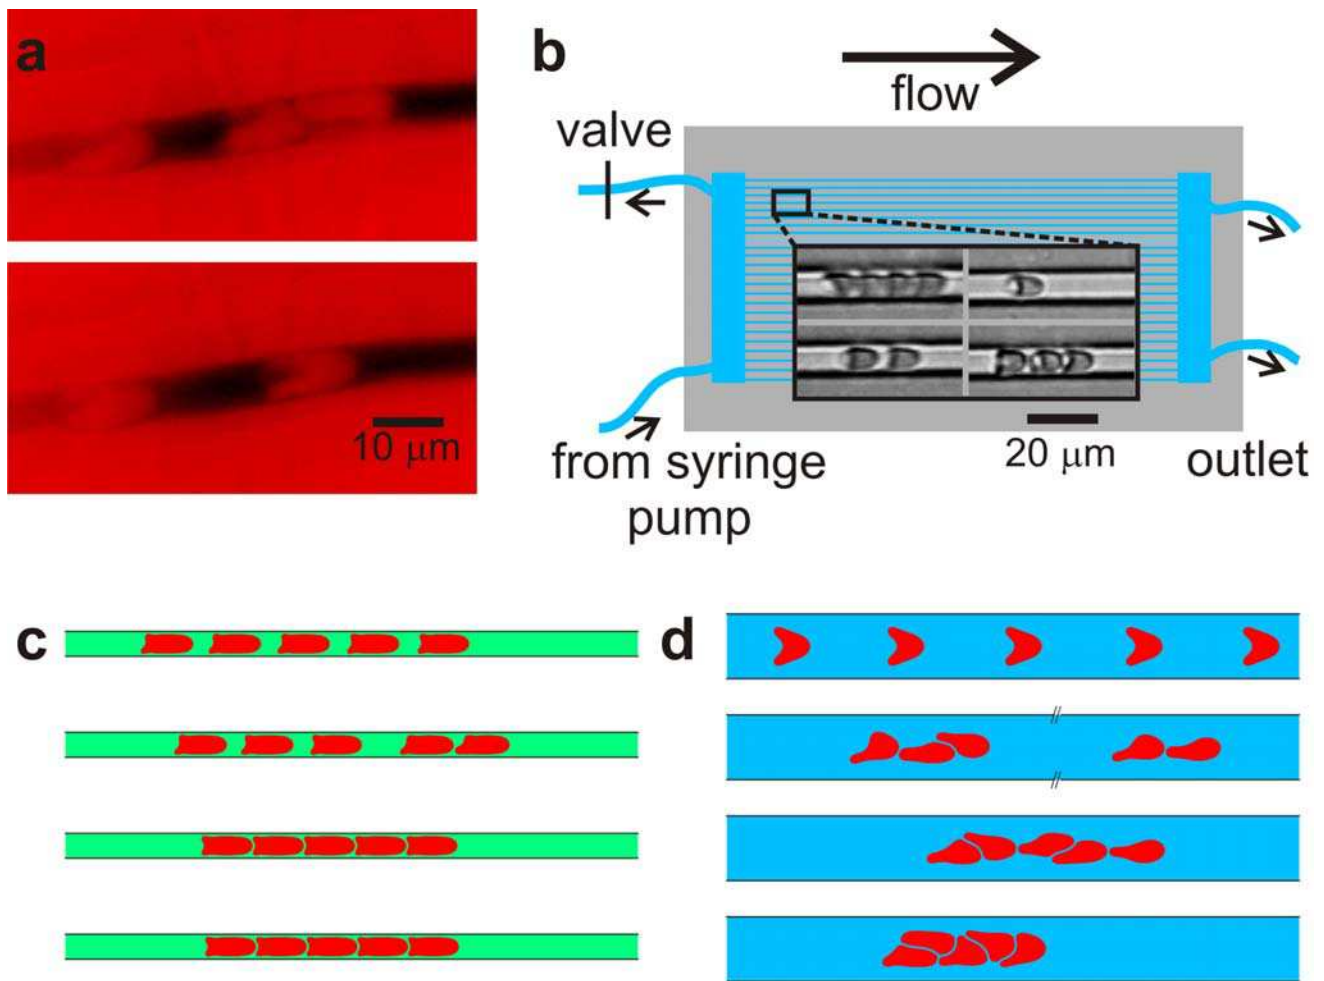 a
10 μm
b
flow
valve
from syringe
pump
20 μm
outlet
c
d